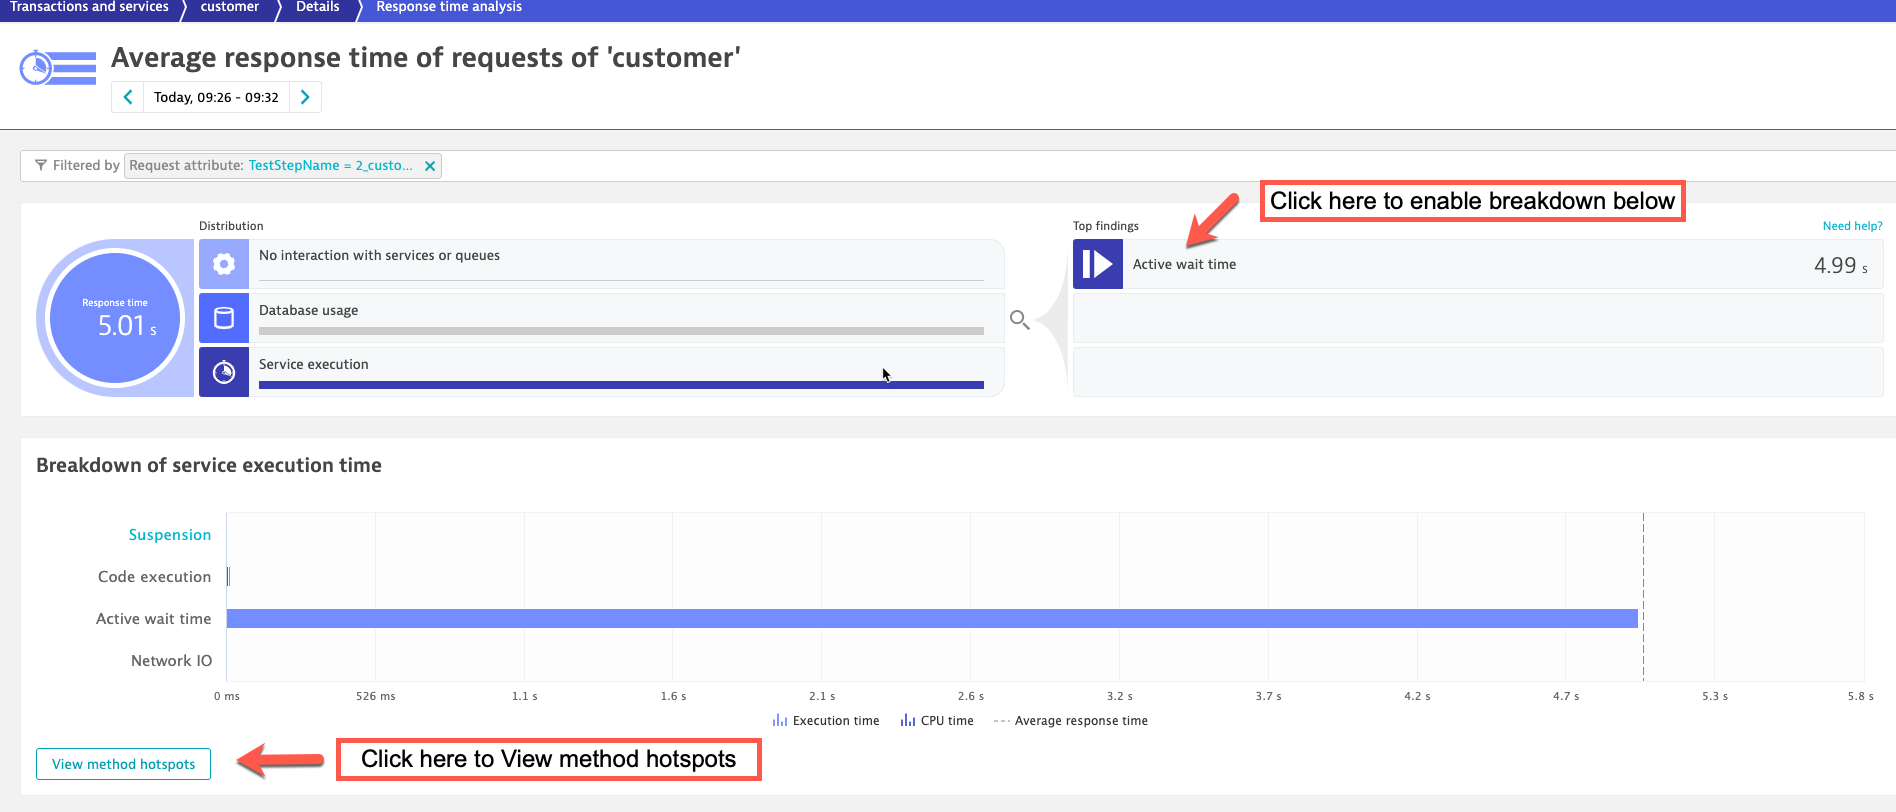 Transactions and services
customer
Details
Response time analysis
Average response time of requests of 'customer'
Today, 09:26 - 09:32
Filtered by Request attribute: TestStepName = 2_custo...
Click here to enable breakdown below
Distribution
Top findings
Need help?
Response time
5.01 s
No interaction with services or queues
Database usage
Service execution
Active wait time
4.99 s
Breakdown of service execution time
Suspension
Code execution
Active wait time
Network IO
0 ms 526 ms 1.1 s 1.6 s 2.1 s 2.6 s 3.2 s 3.7 s 4.2 s 4.7 s 5.3 s 5.8 s
Execution time CPU time Average response time
View method hotspots
Click here to View method hotspots